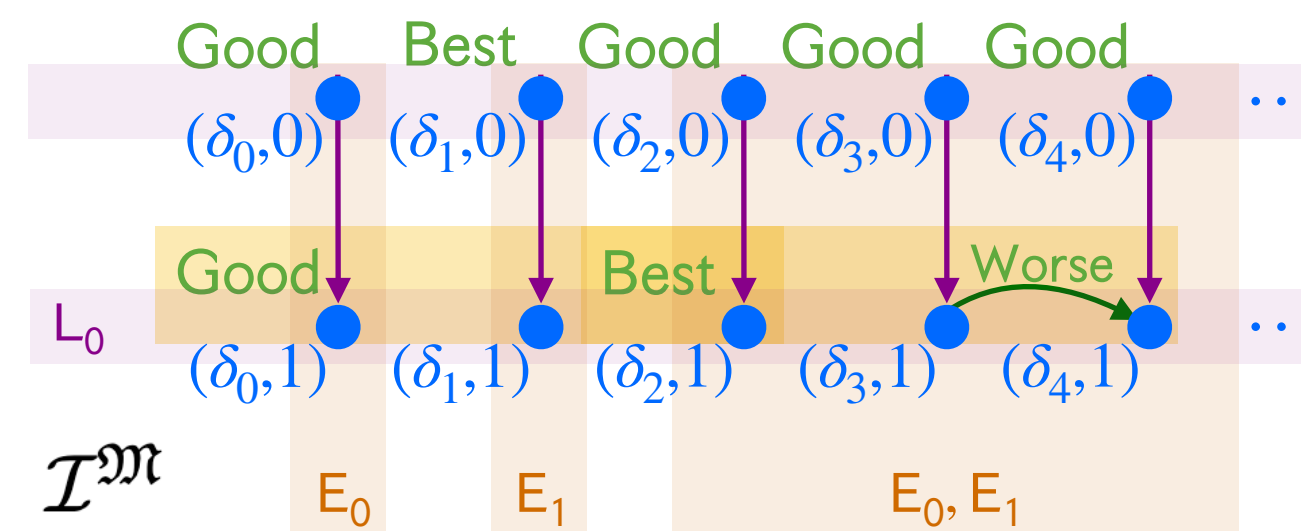 Good Best Good Good Good
(δ₀,0) (δ₁,0) (δ₂,0) (δ₃,0) (δ₄,0) ··
Good Best Worse
L₀ ··
(δ₀,1) (δ₁,1) (δ₂,1) (δ₃,1) (δ₄,1)
ℐ^𝔐 E₀ E₁ E₀, E₁